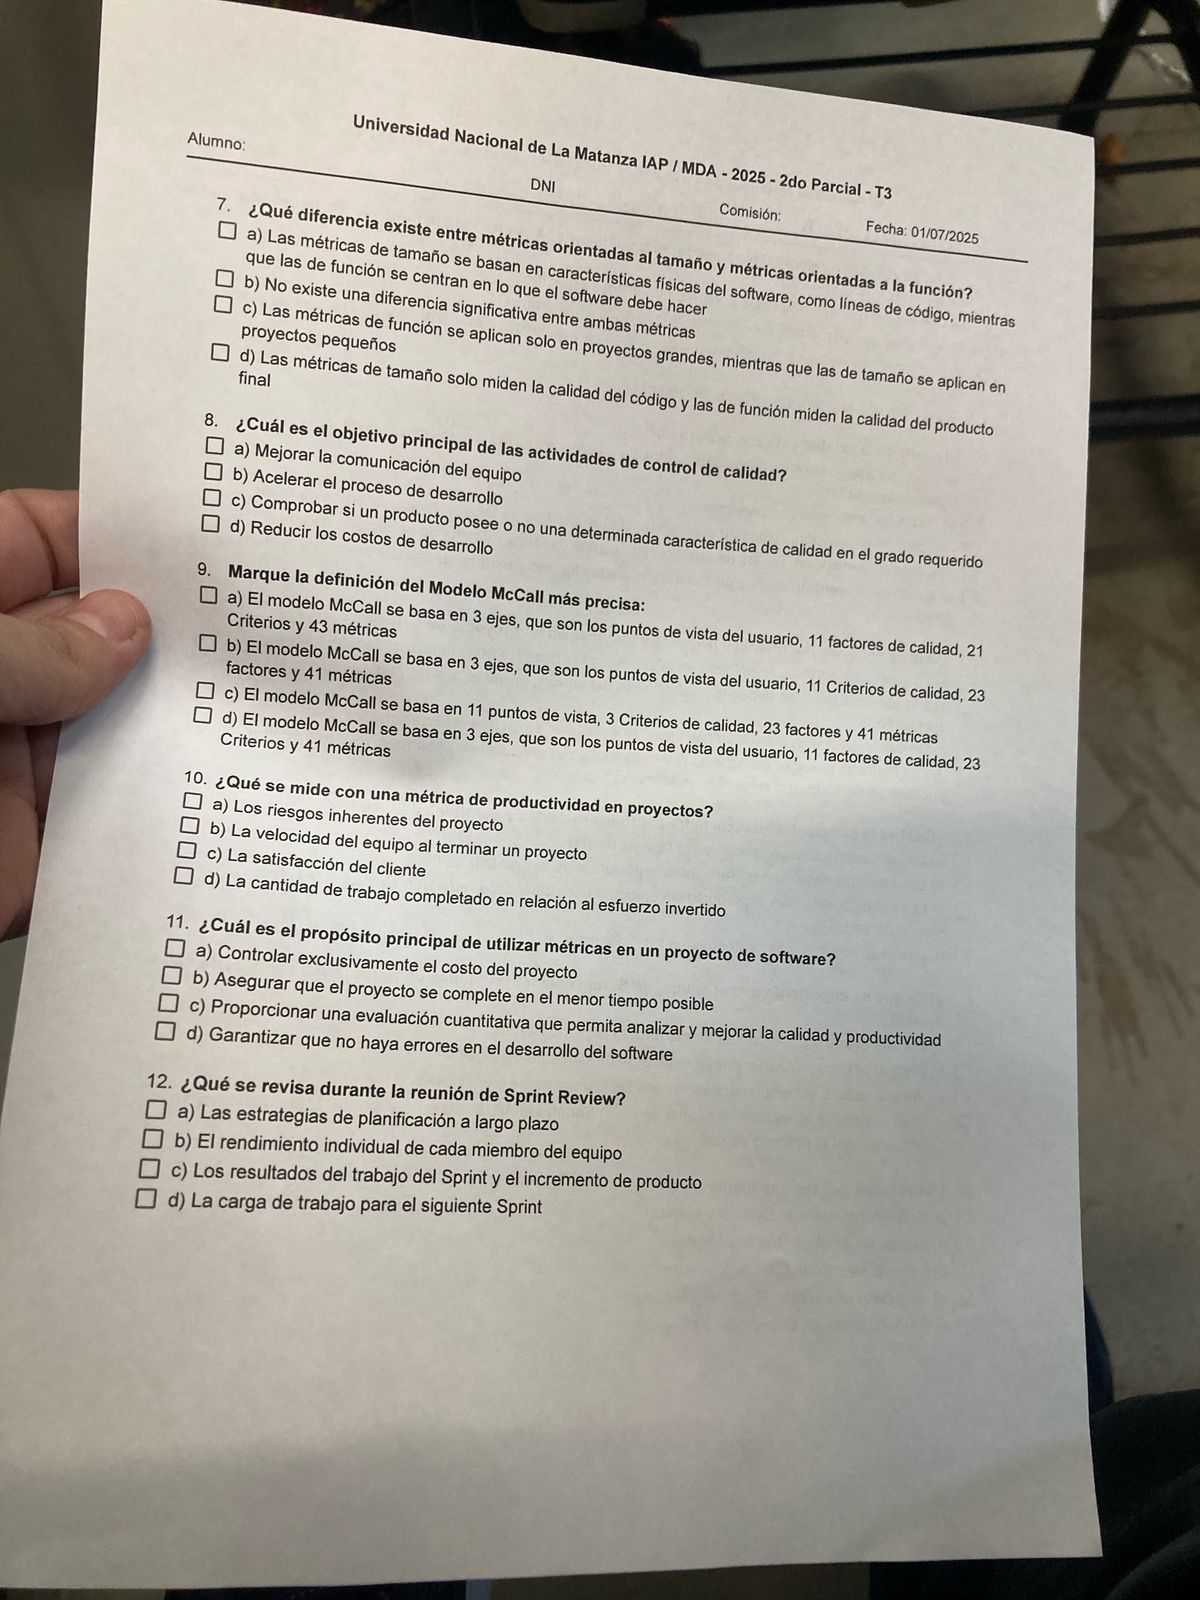 Universidad Nacional de La Matanza IAP / MDA - 2025 - 2do Parcial - T3
Alumno:
DNI
Comisión:
Fecha: 01/07/2025
7. ¿Qué diferencia existe entre métricas orientadas al tamaño y métricas orientadas a la función?
a) Las métricas de tamaño se basan en características físicas del software, como líneas de código, mientras
que las de función se centran en lo que el software debe hacer
b) No existe una diferencia significativa entre ambas métricas
c) Las métricas de función se aplican solo en proyectos grandes, mientras que las de tamaño se aplican en
proyectos pequeños
d) Las métricas de tamaño solo miden la calidad del código y las de función miden la calidad del producto
final
8. ¿Cuál es el objetivo principal de las actividades de control de calidad?
a) Mejorar la comunicación del equipo
b) Acelerar el proceso de desarrollo
c) Comprobar si un producto posee o no una determinada característica de calidad en el grado requerido
d) Reducir los costos de desarrollo
9. Marque la definición del Modelo McCall más precisa:
a) El modelo McCall se basa en 3 ejes, que son los puntos de vista del usuario, 11 factores de calidad, 21
Criterios y 43 métricas
b) El modelo McCall se basa en 3 ejes, que son los puntos de vista del usuario, 11 Criterios de calidad, 23
factores y 41 métricas
c) El modelo McCall se basa en 11 puntos de vista, 3 Criterios de calidad, 23 factores y 41 métricas
d) El modelo McCall se basa en 3 ejes, que son los puntos de vista del usuario, 11 factores de calidad, 23
Criterios y 41 métricas
10. ¿Qué se mide con una métrica de productividad en proyectos?
a) Los riesgos inherentes del proyecto
b) La velocidad del equipo al terminar un proyecto
c) La satisfacción del cliente
d) La cantidad de trabajo completado en relación al esfuerzo invertido
11. ¿Cuál es el propósito principal de utilizar métricas en un proyecto de software?
a) Controlar exclusivamente el costo del proyecto
b) Asegurar que el proyecto se complete en el menor tiempo posible
c) Proporcionar una evaluación cuantitativa que permita analizar y mejorar la calidad y productividad
d) Garantizar que no haya errores en el desarrollo del software
12. ¿Qué se revisa durante la reunión de Sprint Review?
a) Las estrategias de planificación a largo plazo
b) El rendimiento individual de cada miembro del equipo
c) Los resultados del trabajo del Sprint y el incremento de producto
d) La carga de trabajo para el siguiente Sprint